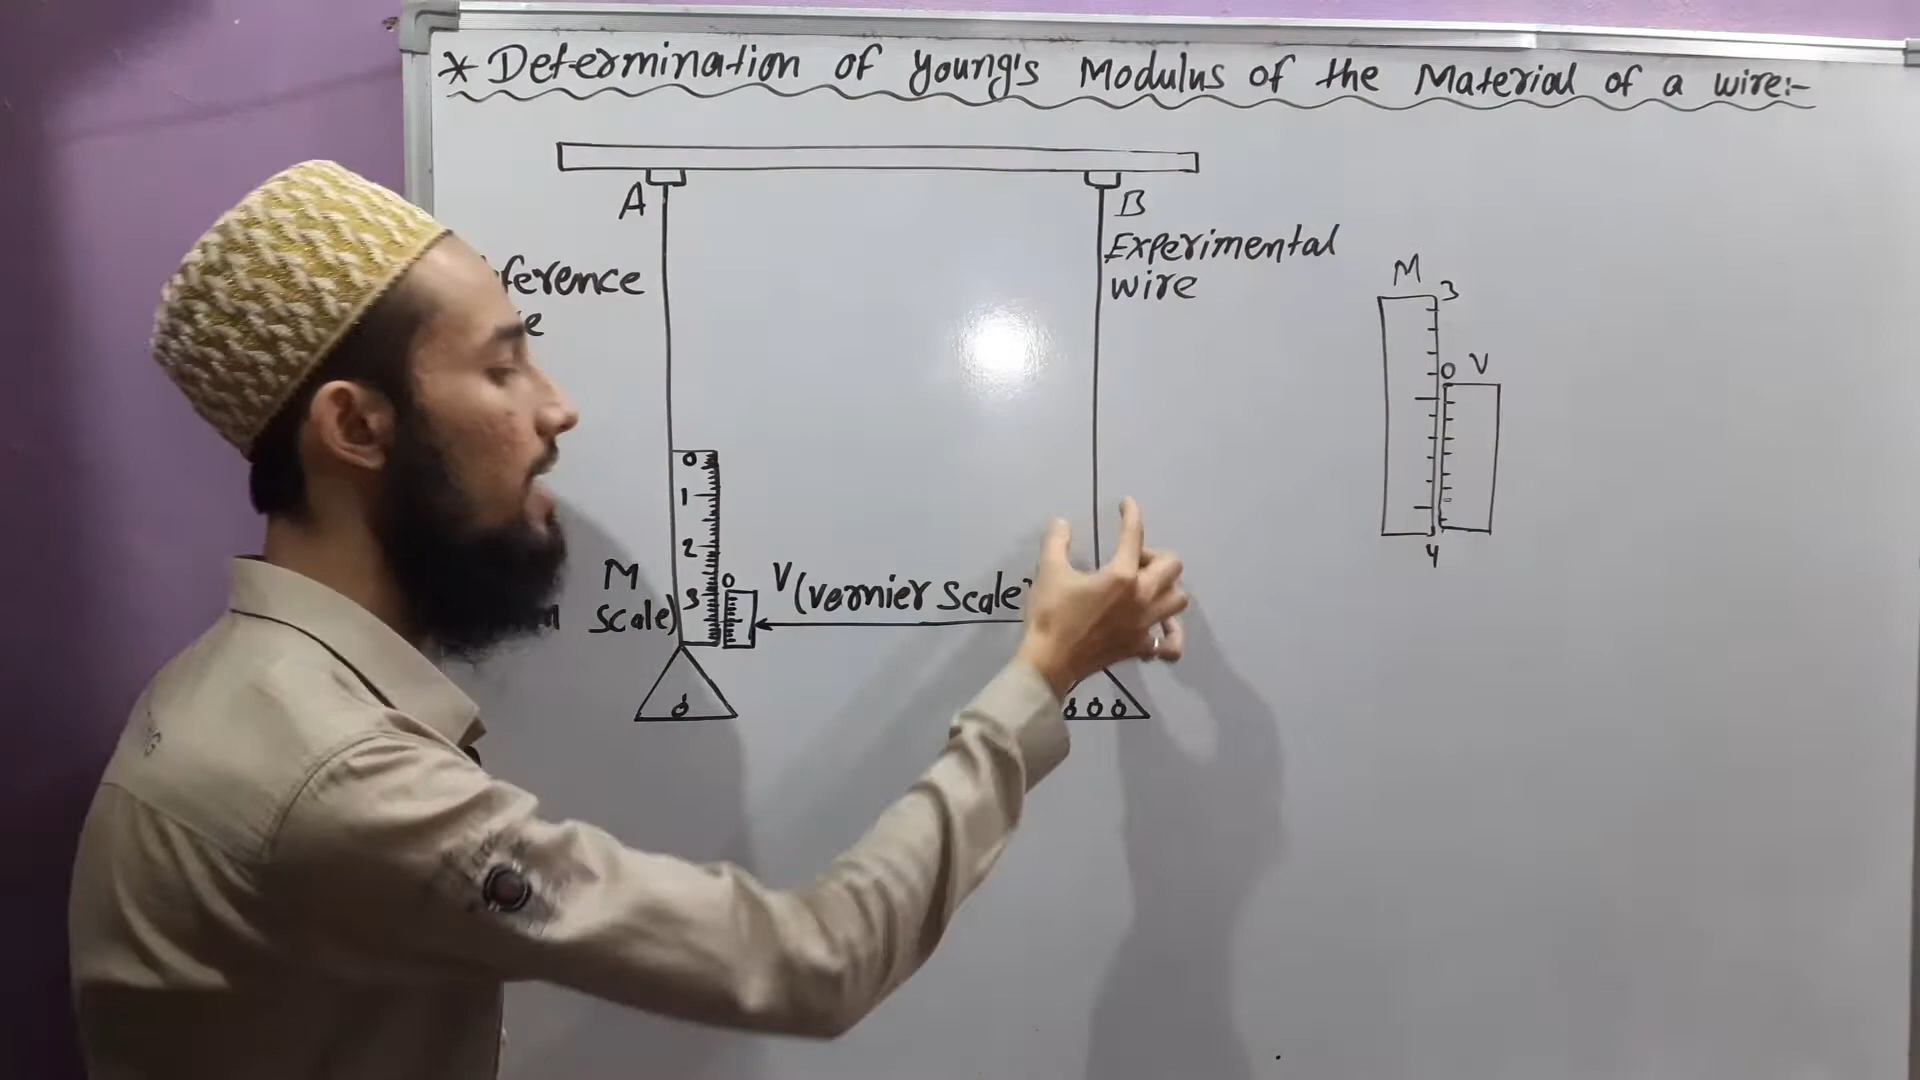 * Determination of Young's Modulus of the Material of a wire:-
A
B
ference
e
Experimental
wire
M
3
0 V
4
0
1
2
3
M
scale)
0
V (vernier scale